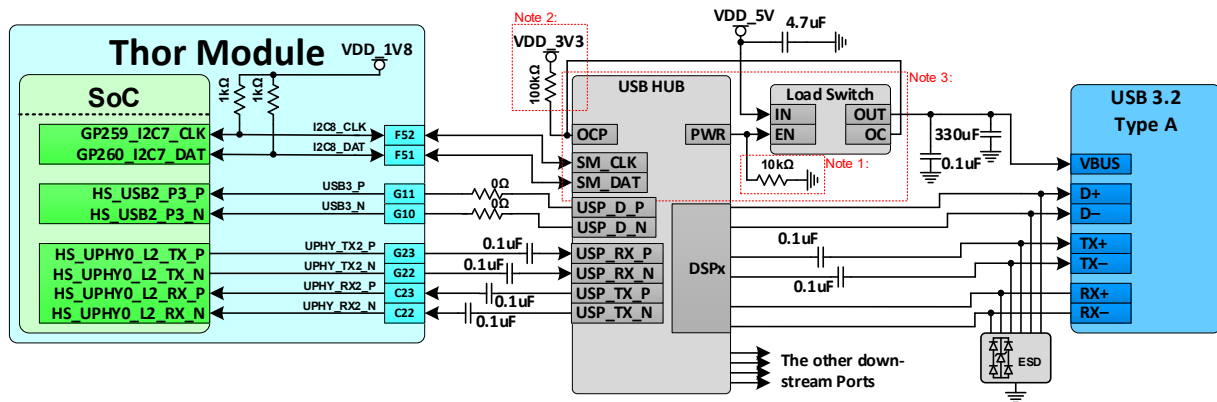 Thor Module
VDD_1V8
1kΩ
1kΩ
SoC
GP259_I2C7_CLK
GP260_I2C7_DAT
HS_USB2_P3_P
HS_USB2_P3_N
HS_UPHY0_L2_TX_P
HS_UPHY0_L2_TX_N
HS_UPHY0_L2_RX_P
HS_UPHY0_L2_RX_N
I2C8_CLK
I2C8_DAT
USB3_P
USB3_N
UPHY_TX2_P
UPHY_TX2_N
UPHY_RX2_P
UPHY_RX2_N
F52
F51
G11
G10
G23
G22
C23
C22
0Ω
0Ω
0.1uF
0.1uF
0.1uF
0.1uF
Note 2:
VDD_3V3
100kΩ
USB HUB
OCP
PWR
SM_CLK
SM_DAT
USP_D_P
USP_D_N
USP_RX_P
USP_RX_N
USP_TX_P
USP_TX_N
DSPx
VDD_5V
4.7uF
Note 3:
Load Switch
IN
EN
OUT
OC
Note 1:
10kΩ
330uF
0.1uF
0.1uF
0.1uF
The other down-
stream Ports
USB 3.2
Type A
VBUS
D+
D–
TX+
TX–
RX+
RX–
ESD